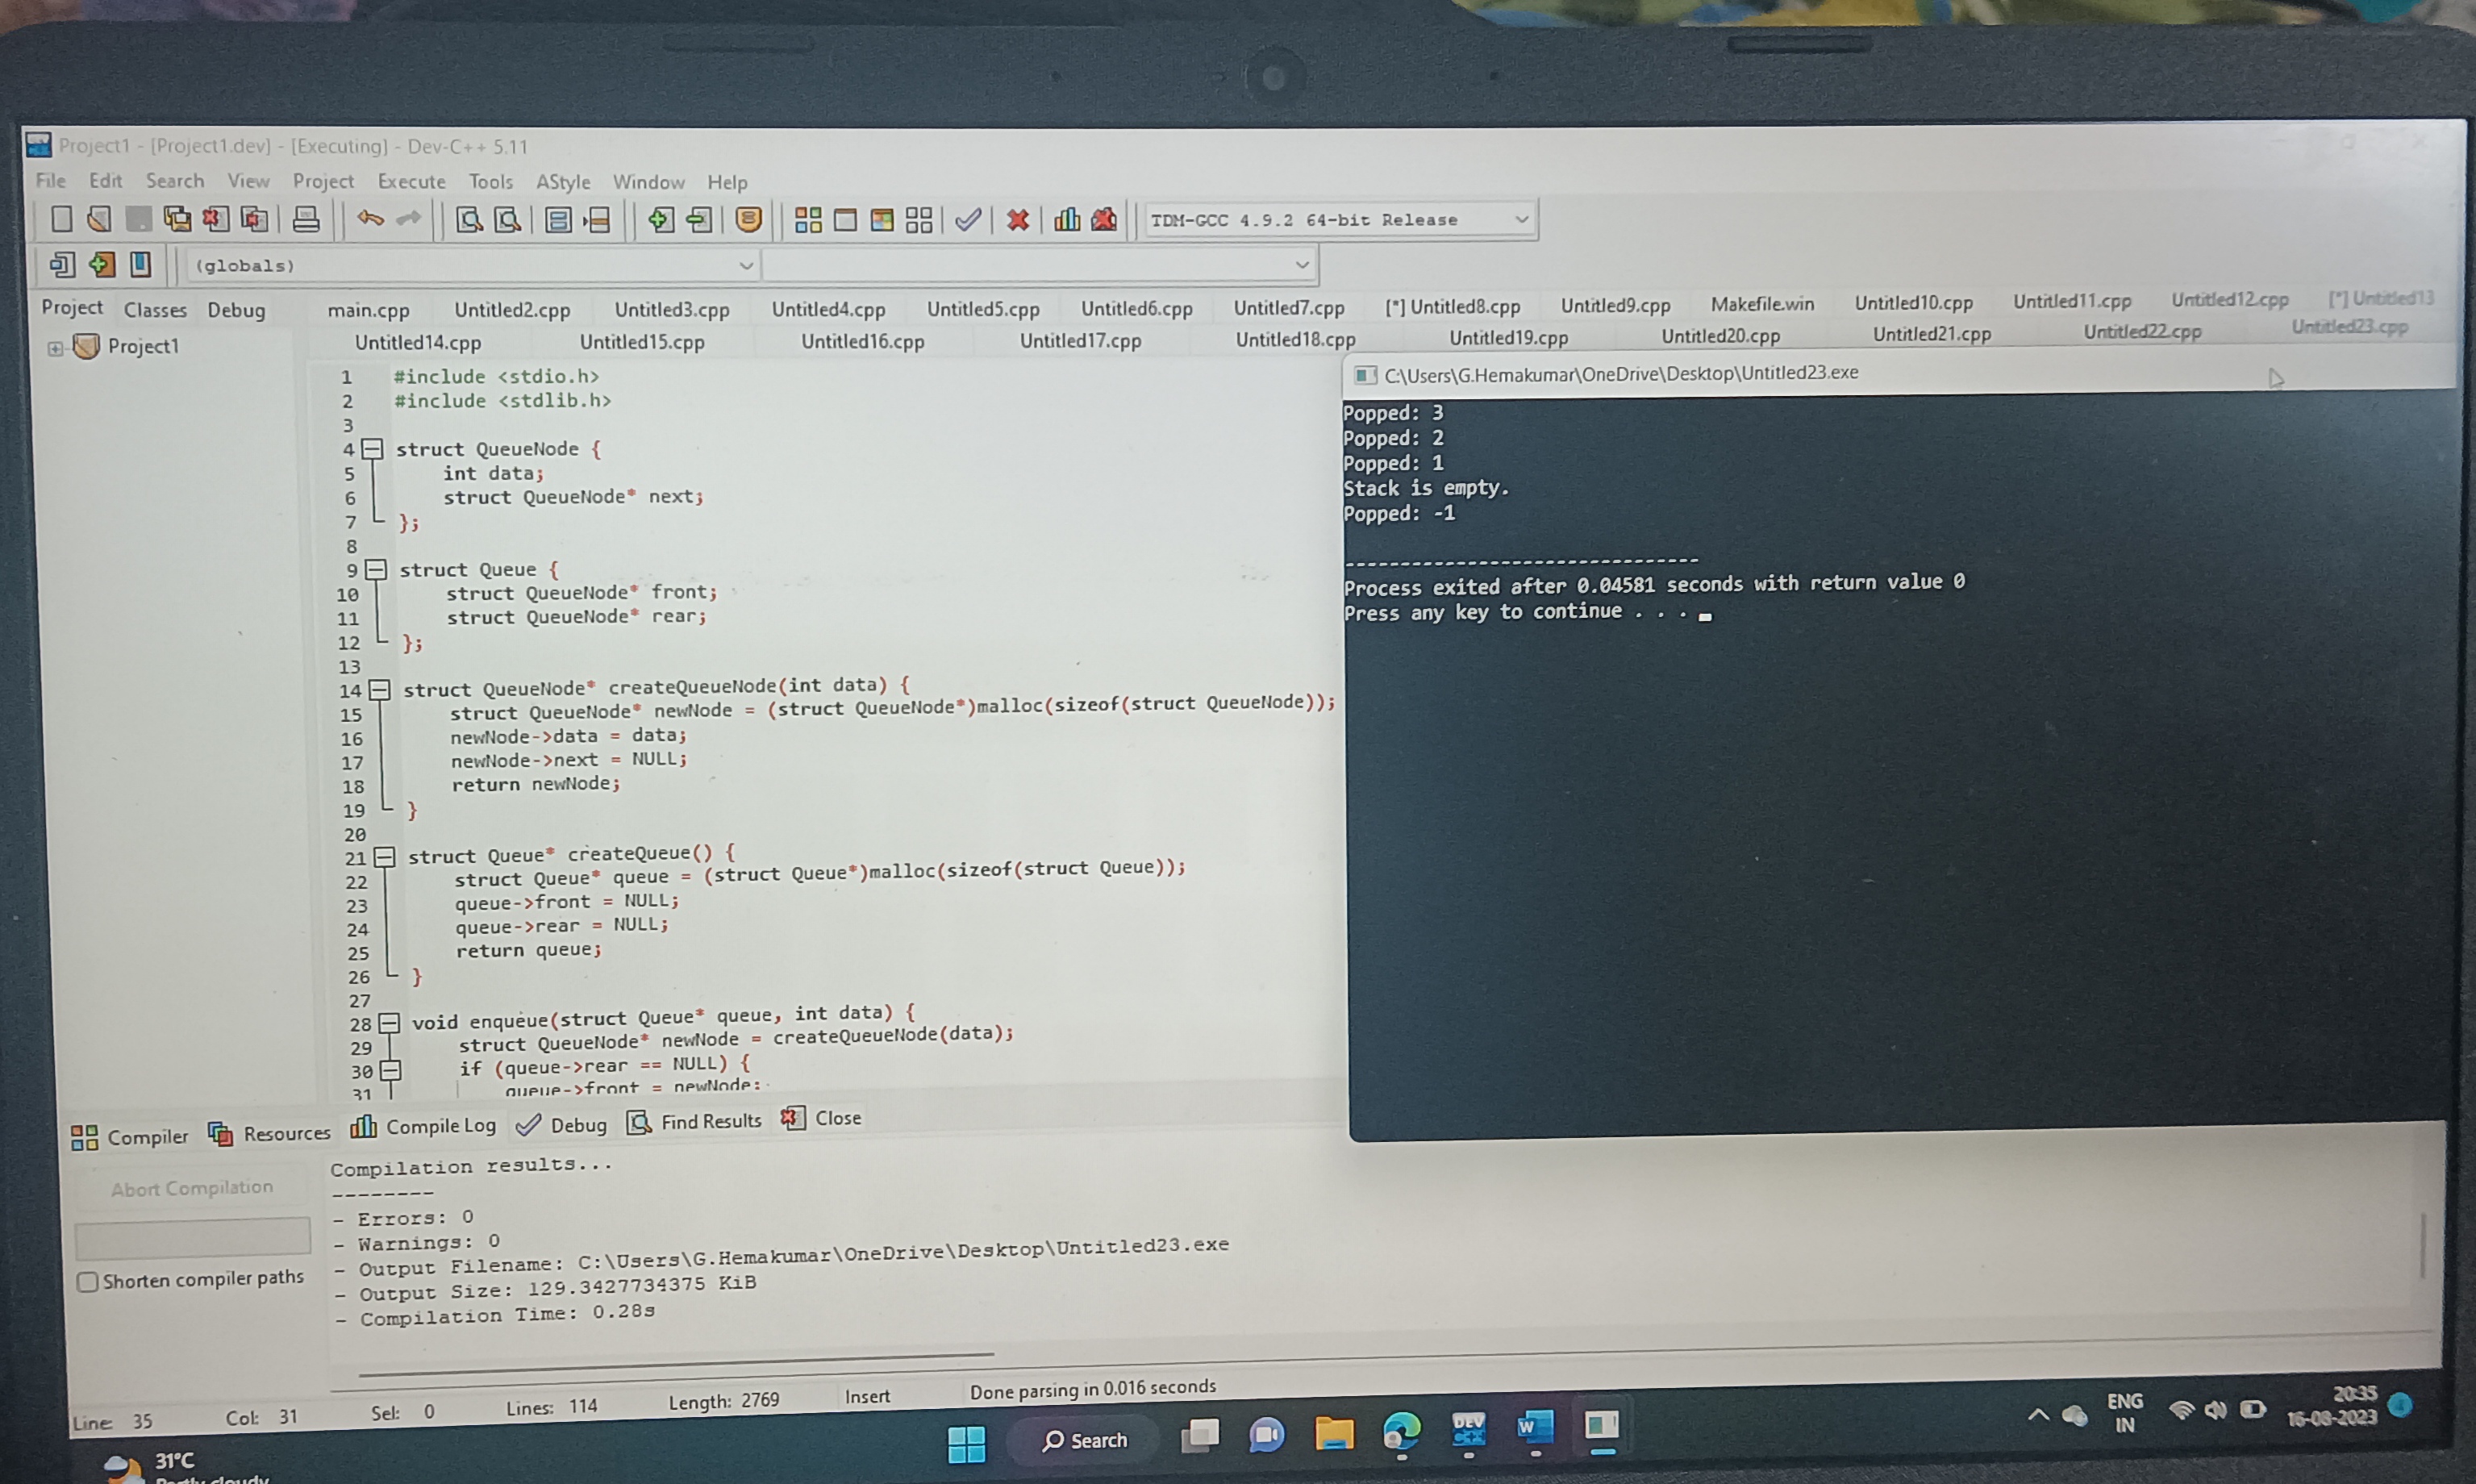 Project1 - [Project1.dev] - [Executing] - Dev-C++ 5.11
File Edit Search View Project Execute Tools AStyle Window Help
TDM-GCC 4.9.2 64-bit Release
(globals)
Project Classes Debug
main.cpp Untitled2.cpp Untitled3.cpp Untitled4.cpp Untitled5.cpp Untitled6.cpp Untitled7.cpp [*] Untitled8.cpp Untitled9.cpp Makefile.win Untitled10.cpp Untitled11.cpp Untitled12.cpp [*] Untitled13
Untitled14.cpp Untitled15.cpp Untitled16.cpp Untitled17.cpp Untitled18.cpp Untitled19.cpp Untitled20.cpp Untitled21.cpp Untitled22.cpp Untitled23.cpp
Project1
1 #include <stdio.h>
2 #include <stdlib.h>
3
4 struct QueueNode {
5 int data;
6 struct QueueNode* next;
7 };
8
9 struct Queue {
10 struct QueueNode* front;
11 struct QueueNode* rear;
12 };
13
14 struct QueueNode* createQueueNode(int data) {
15 struct QueueNode* newNode = (struct QueueNode*)malloc(sizeof(struct QueueNode));
16 newNode->data = data;
17 newNode->next = NULL;
18 return newNode;
19 }
20
21 struct Queue* createQueue() {
22 struct Queue* queue = (struct Queue*)malloc(sizeof(struct Queue));
23 queue->front = NULL;
24 queue->rear = NULL;
25 return queue;
26 }
27
28 void enqueue(struct Queue* queue, int data) {
29 struct QueueNode* newNode = createQueueNode(data);
30 if (queue->rear == NULL) {
31 queue->front = newNode;
C:\Users\G.Hemakumar\OneDrive\Desktop\Untitled23.exe
Popped: 3
Popped: 2
Popped: 1
Stack is empty.
Popped: -1
--------------------------------
Process exited after 0.04581 seconds with return value 0
Press any key to continue . . .
Compiler Resources Compile Log Debug Find Results Close
Abort Compilation
Shorten compiler paths
Compilation results...
--------
- Errors: 0
- Warnings: 0
- Output Filename: C:\Users\G.Hemakumar\OneDrive\Desktop\Untitled23.exe
- Output Size: 129.3427734375 KiB
- Compilation Time: 0.28s
Line: 35 Col: 31 Sel: 0 Lines: 114 Length: 2769 Insert Done parsing in 0.016 seconds
31°C
Partly cloudy
Search
DEV
W
ENG
IN
20:35
16-08-2023